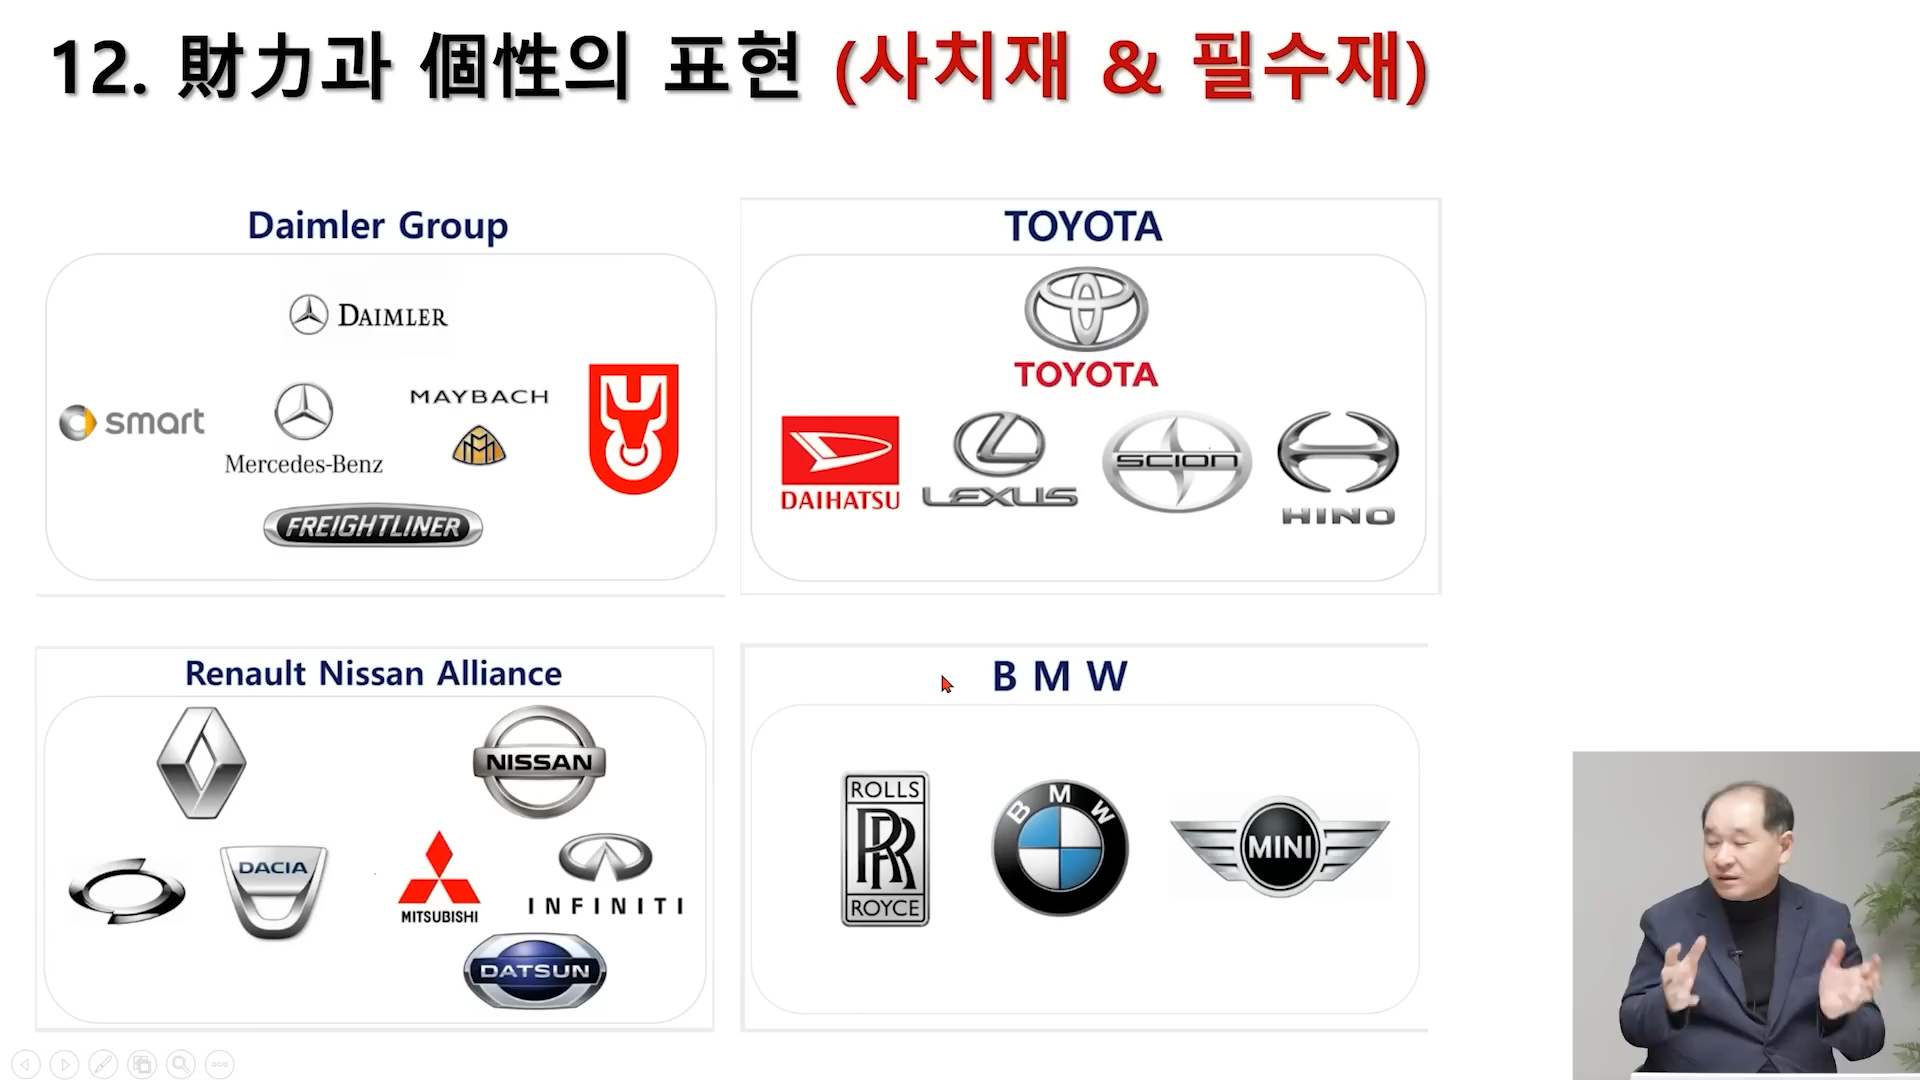 12. 財力과 個性의 표현 (사치재 & 필수재)
Daimler Group
DAIMLER
smart
Mercedes-Benz
MAYBACH
FREIGHTLINER
TOYOTA
TOYOTA
DAIHATSU
LEXUS
SCION
HINO
Renault Nissan Alliance
NISSAN
DACIA
MITSUBISHI
INFINITI
DATSUN
B M W
ROLLS
RR
ROYCE
BMW
MINI